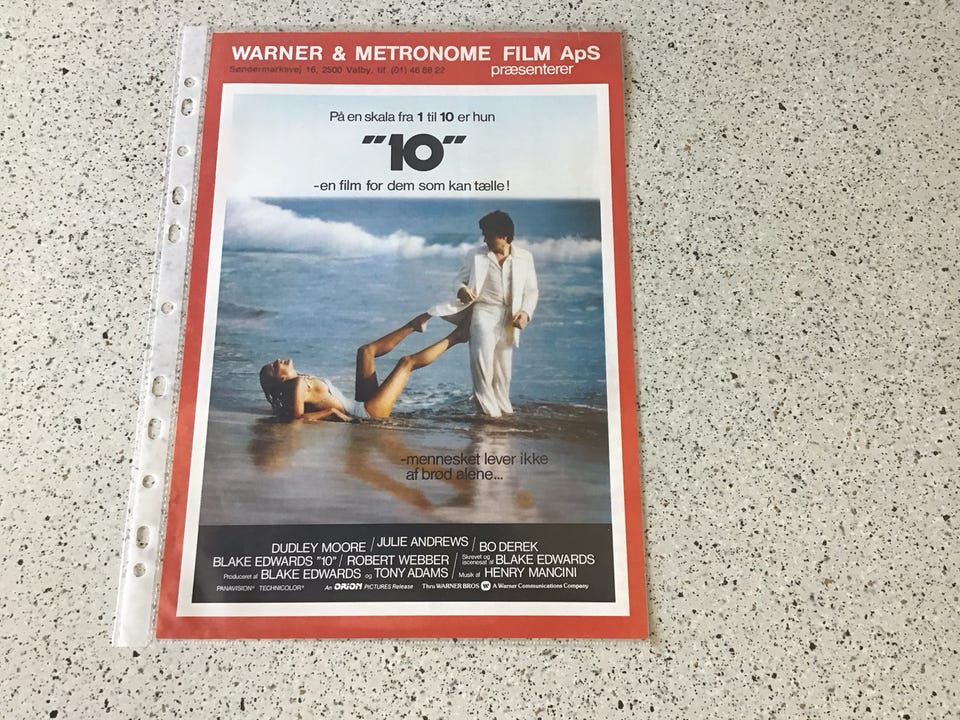 WARNER & METRONOME FILM ApS
Søndermarksvej 16, 2500 Valby, tlf. (01) 46 88 22
præsenterer
På en skala fra 1 til 10 er hun
"10"
-en film for dem som kan tælle!
-mennesket lever ikke
af brød alene...
DUDLEY MOORE / JULIE ANDREWS / BO DEREK
BLAKE EDWARDS "10" / ROBERT WEBBER / Skrevet og iscenesat af BLAKE EDWARDS
Produceret af BLAKE EDWARDS og TONY ADAMS / Musik af HENRY MANCINI
PANAVISION® TECHNICOLOR® An ORION PICTURES Release Thru WARNER BROS W A Warner Communications Company